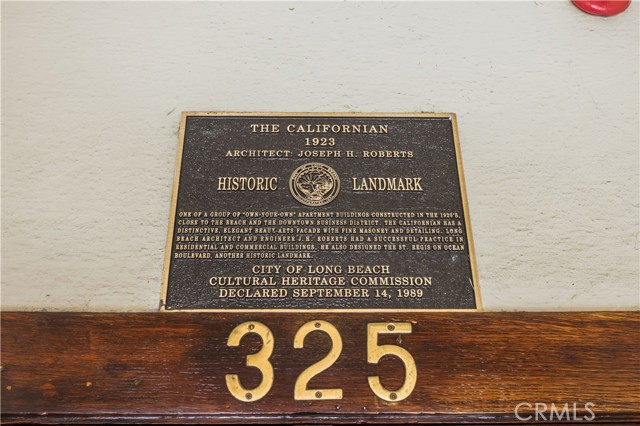 THE CALIFORNIAN
1923
ARCHITECT: JOSEPH H. ROBERTS
HISTORIC LANDMARK
ONE OF A GROUP OF "OWN-YOUR-OWN" APARTMENT BUILDINGS CONSTRUCTED IN THE 1920'S,
CLOSE TO THE BEACH AND THE DOWNTOWN BUSINESS DISTRICT. THE CALIFORNIAN HAS A
DISTINCTIVE, ELEGANT BEAUX-ARTS FACADE WITH FINE MASONRY AND DETAILING. LONG
BEACH ARCHITECT AND ENGINEER J.H. ROBERTS HAD A SUCCESSFUL PRACTICE IN
RESIDENTIAL AND COMMERCIAL BUILDINGS. HE ALSO DESIGNED THE ST. REGIS ON OCEAN
BOULEVARD, ANOTHER HISTORIC LANDMARK.
CITY OF LONG BEACH
CULTURAL HERITAGE COMMISSION
DECLARED SEPTEMBER 14, 1989
325
CRMLS